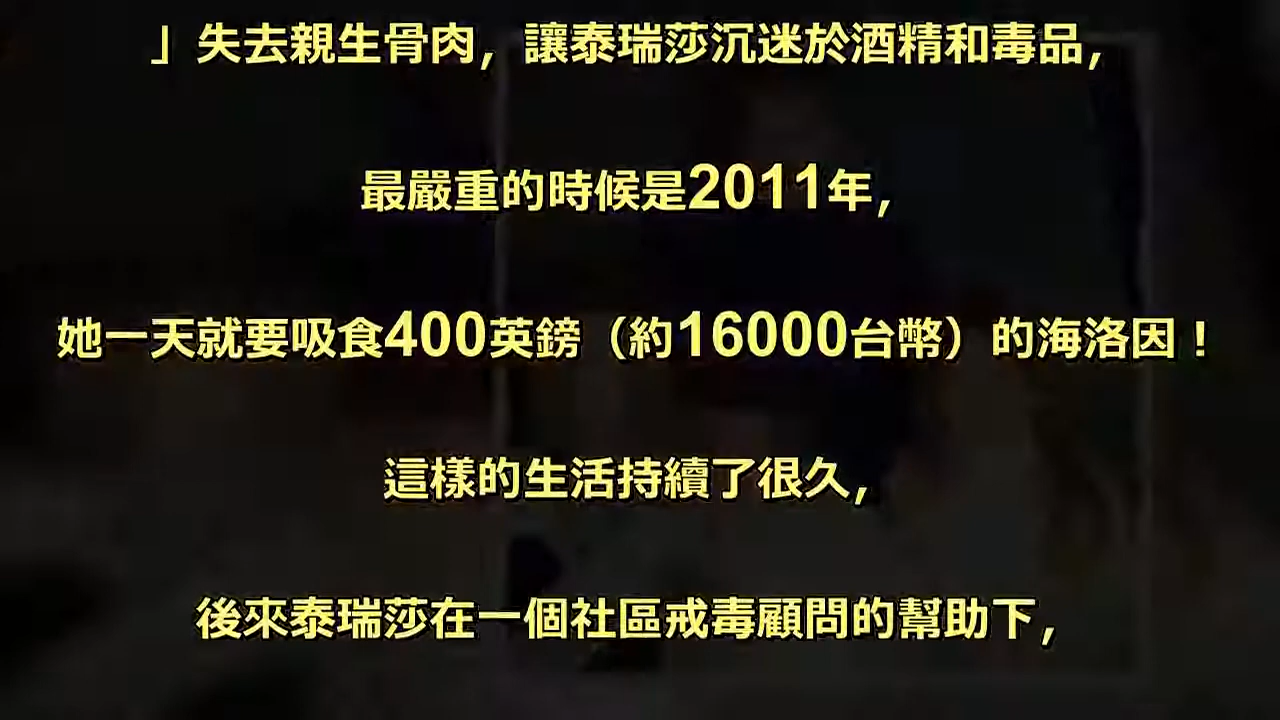 」失去親生骨肉，讓泰瑞莎沉迷於酒精和毒品，
最嚴重的時候是2011年，
她一天就要吸食400英鎊（約16000台幣）的海洛因！
這樣的生活持續了很久，
後來泰瑞莎在一個社區戒毒顧問的幫助下，